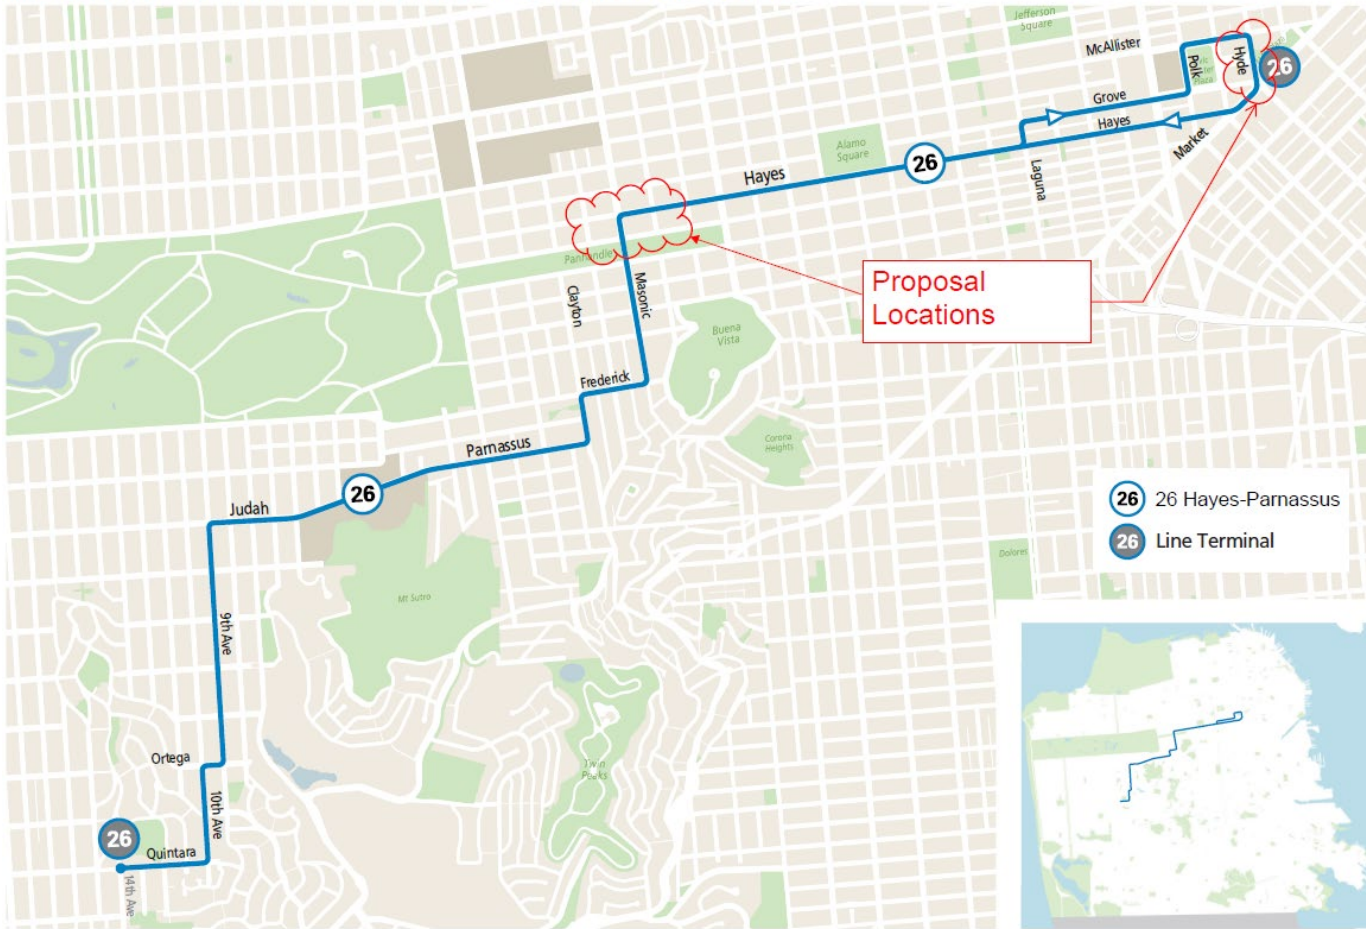 Jefferson
Square
McAllister
Polk
Hyde
26
Plaza
Grove
Hayes
Market
Alamo
Square
26
Hayes
Laguna
Panhandle
Clayton
Masonic
Proposal
Locations
Buena
Vista
Frederick
Corona
Heights
Parnassus
26
Judah
26 26 Hayes-Parnassus
26 Line Terminal
Dolores
Mt Sutro
9th Ave
Twin
Peaks
Ortega
10th Ave
26
Quintara
14th Ave